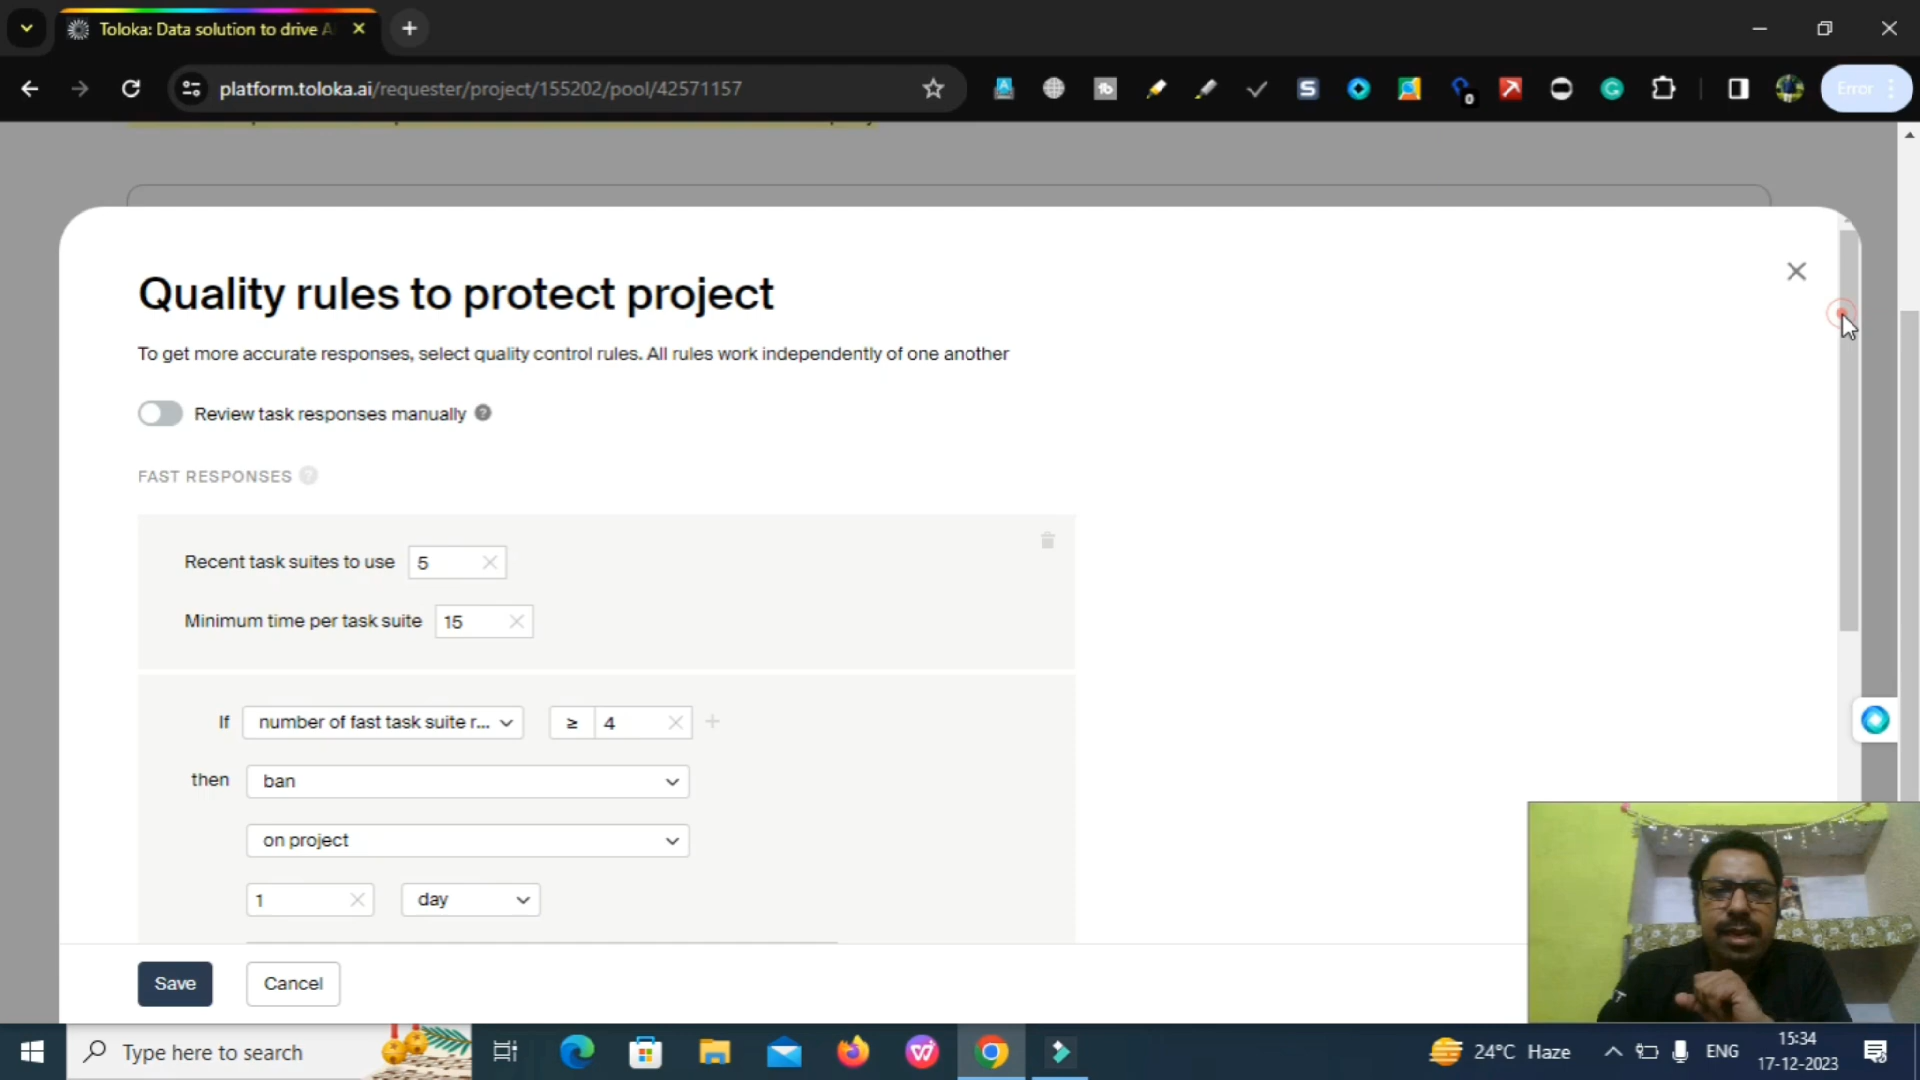 Toloka: Data solution to drive A
platform.toloka.ai/requester/project/155202/pool/42571157
Error
Quality rules to protect project
To get more accurate responses, select quality control rules. All rules work independently of one another
Review task responses manually ?
FAST RESPONSES ?
Recent task suites to use 5
Minimum time per task suite 15
If number of fast task suite r... ≥ 4
then ban
on project
1 day
Save Cancel
Type here to search
24°C Haze ENG 15:34
17-12-2023